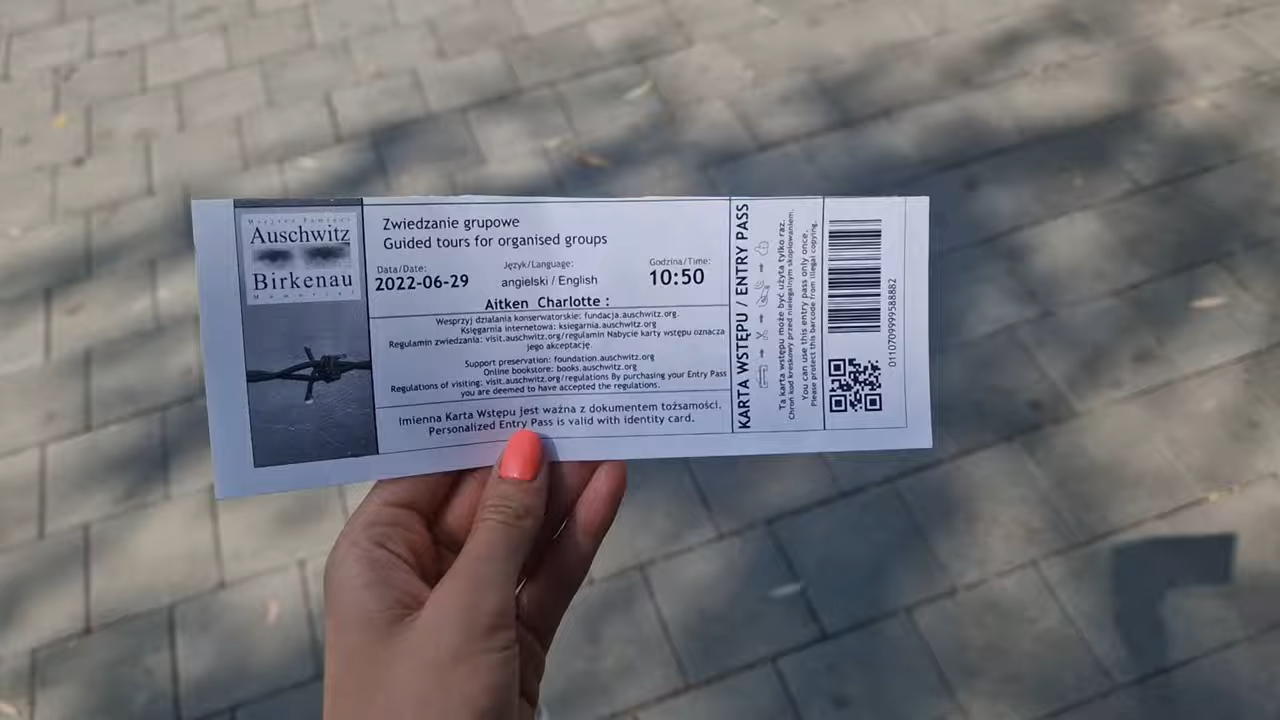 Miejsce Pamięci
Auschwitz
Birkenau
Memorial
Zwiedzanie grupowe
Guided tours for organised groups
Data/Date:
2022-06-29
Język/Language:
angielski / English
Godzina/Time:
10:50
Aitken Charlotte :
Wesprzyj działania konserwatorskie: fundacja.auschwitz.org.
Księgarnia internetowa: ksiegarnia.auschwitz.org
Regulamin zwiedzania: visit.auschwitz.org/regulamin Nabycie karty wstępu oznacza
jego akceptację.
Support preservation: foundation.auschwitz.org
Online bookstore: books.auschwitz.org
Regulations of visiting: visit.auschwitz.org/regulations By purchasing your Entry Pass
you are deemed to have accepted the regulations.
Imienna Karta Wstępu jest ważna z dokumentem tożsamości.
Personalized Entry Pass is valid with identity card.
KARTA WSTĘPU / ENTRY PASS
Ta karta wstępu może być użyta tylko raz.
Chroń kod kreskowy przed nielegalnym skopiowaniem.
You can use this entry pass only once.
Please protect this barcode from illegal copying.
0110709999588882